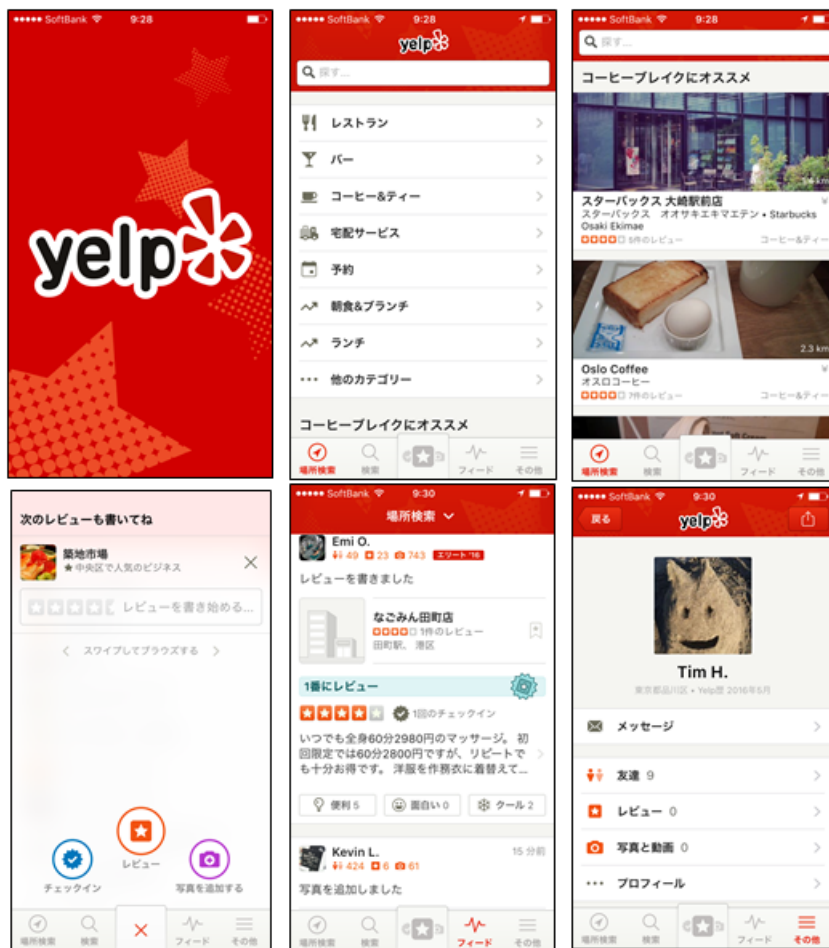 SoftBank 9:28
yelp
SoftBank 9:28
yelp
探す...
レストラン
バー
コーヒー&ティー
宅配サービス
予約
朝食&ブランチ
ランチ
他のカテゴリー
コーヒーブレイクにオススメ
場所検索 検索 フィード その他
SoftBank 9:28
探す...
コーヒーブレイクにオススメ
スターバックス 大崎駅前店 ¥
スターバックス オオサキエキマエテン • Starbucks
Osaki Ekimae
5件のレビュー コーヒー&ティー
2.3 km
Oslo Coffee ¥
オスロコーヒー
7件のレビュー コーヒー&ティー
場所検索 検索 フィード その他
次のレビューも書いてね
築地市場
★中央区で人気のビジネス
レビューを書き始める...
スワイプしてブラウズする
レビュー
チェックイン 写真を追加する
場所検索 検索 フィード その他
SoftBank 9:30
場所検索
Emi O.
49 23 743 エリート '16
レビューを書きました
なごみん田町店
1件のレビュー
田町駅、 港区
1番にレビュー
1回のチェックイン
いつでも全身60分2980円のマッサージ。 初
回限定では60分2800円ですが、リピートで
も十分お得です。 洋服を作務衣に着替えて...
便利 5 面白い 0 クール 2
Kevin L. 15 分前
424 6 61
写真を追加しました
場所検索 検索 フィード その他
SoftBank 9:30
戻る yelp
Tim H.
東京都品川区 • Yelp歴 2016年5月
メッセージ
友達 9
レビュー 0
写真と動画 0
プロフィール
場所検索 検索 フィード その他